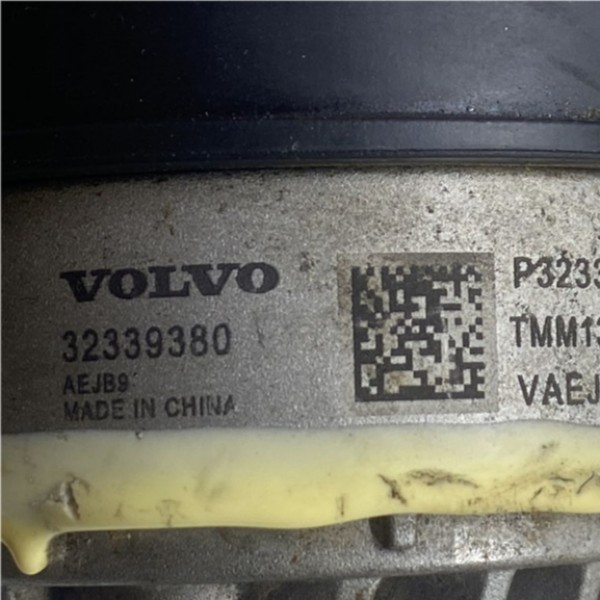 VOLVO
32339380
AEJB9
MADE IN CHINA
P3233
TMM13
VAEJ